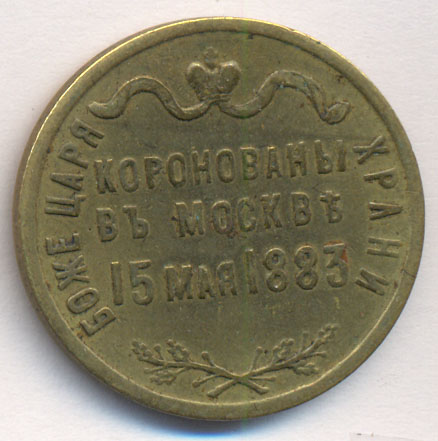 БОЖЕ ЦАРЯ ХРАНИ
КОРОНОВАНЫ
ВЪ МОСКВѢ
15 МАЯ 1883